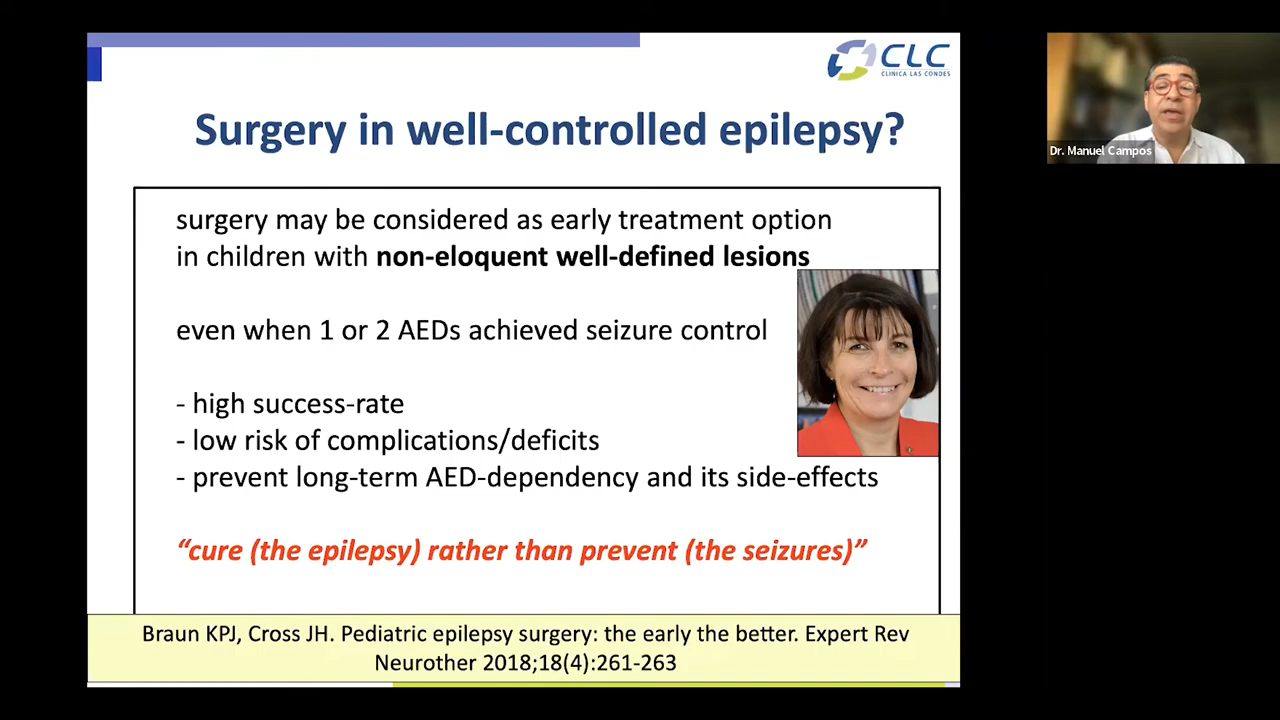 CLC
CLINICA LAS CONDES
Surgery in well-controlled epilepsy?
surgery may be considered as early treatment option
in children with non-eloquent well-defined lesions
even when 1 or 2 AEDs achieved seizure control
- high success-rate
- low risk of complications/deficits
- prevent long-term AED-dependency and its side-effects
“cure (the epilepsy) rather than prevent (the seizures)”
Braun KPJ, Cross JH. Pediatric epilepsy surgery: the early the better. Expert Rev
Neurother 2018;18(4):261-263
Dr. Manuel Campos